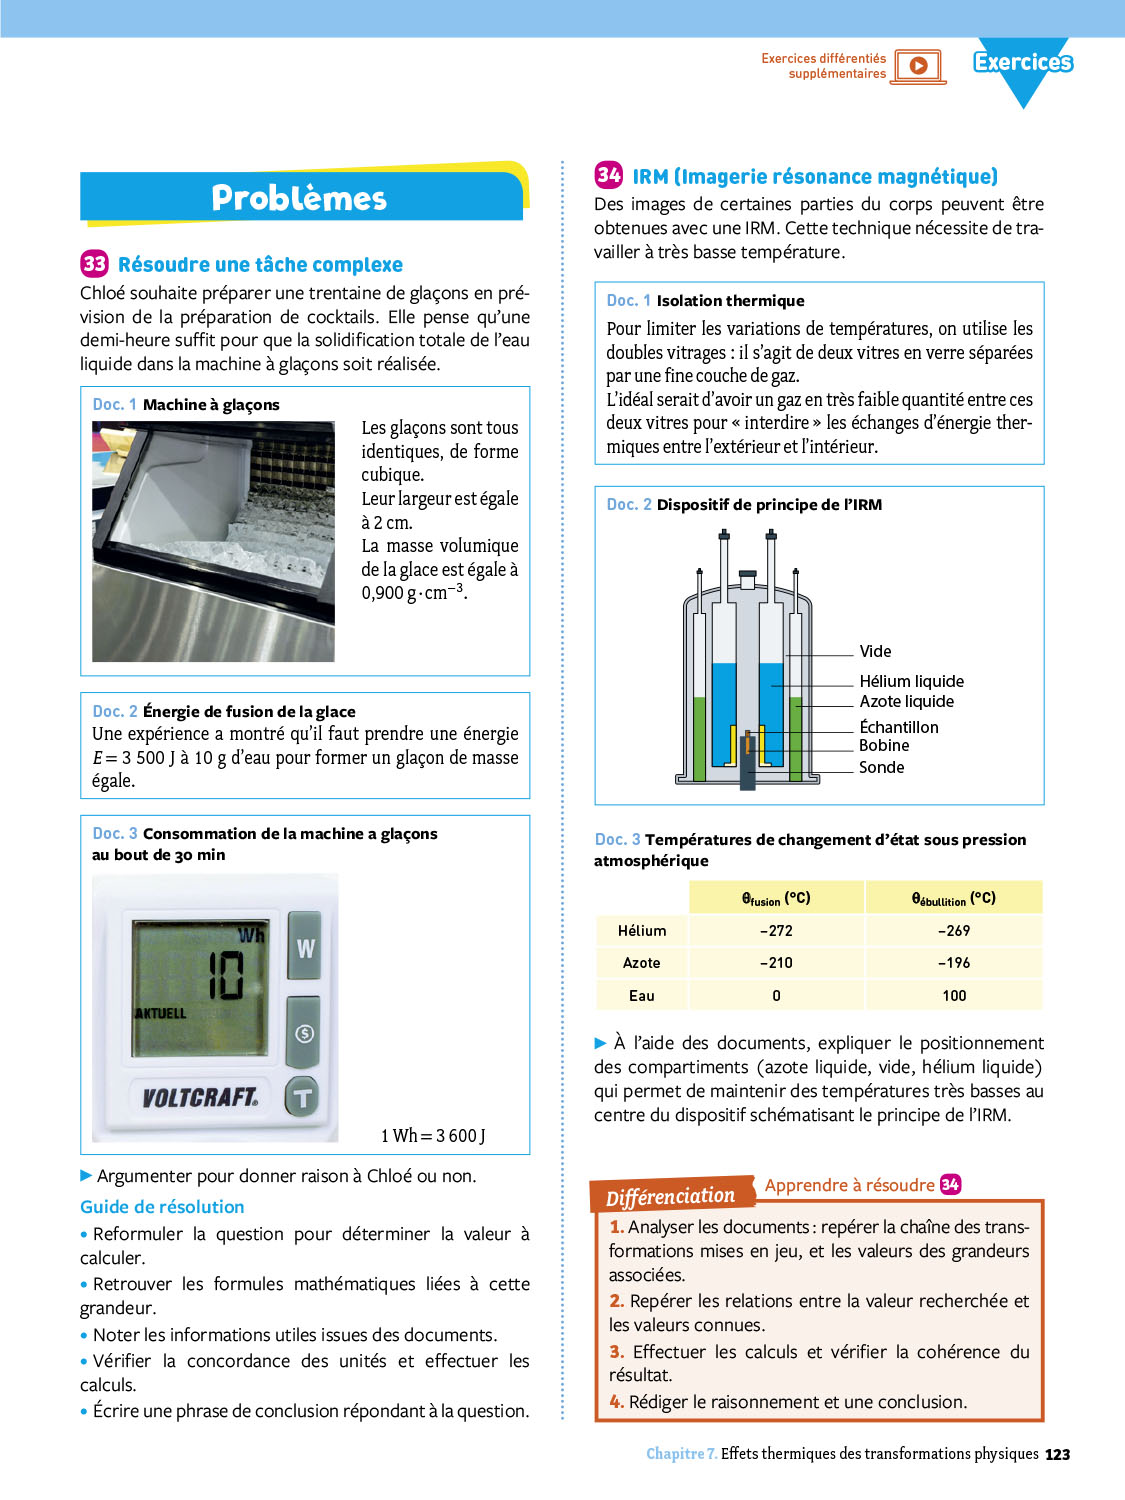 Exercices différentiés
supplémentaires
Exercices
Problèmes
33 Résoudre une tâche complexe
Chloé souhaite préparer une trentaine de glaçons en pré-
vision de la préparation de cocktails. Elle pense qu'une
demi-heure suffit pour que la solidification totale de l'eau
liquide dans la machine à glaçons soit réalisée.
Doc. 1 Machine à glaçons
Les glaçons sont tous
identiques, de forme
cubique.
Leur largeur est égale
à 2 cm.
La masse volumique
de la glace est égale à
0,900 g·cm⁻³.
Doc. 2 Énergie de fusion de la glace
Une expérience a montré qu'il faut prendre une énergie
E = 3 500 J à 10 g d'eau pour former un glaçon de masse
égale.
Doc. 3 Consommation de la machine a glaçons
au bout de 30 min
Wh
10
AKTUELL
W
$
T
VOLTCRAFT®
1 Wh = 3 600 J
► Argumenter pour donner raison à Chloé ou non.
Guide de résolution
• Reformuler la question pour déterminer la valeur à
calculer.
• Retrouver les formules mathématiques liées à cette
grandeur.
• Noter les informations utiles issues des documents.
• Vérifier la concordance des unités et effectuer les
calculs.
• Écrire une phrase de conclusion répondant à la question.
34 IRM (Imagerie résonance magnétique)
Des images de certaines parties du corps peuvent être
obtenues avec une IRM. Cette technique nécessite de tra-
vailler à très basse température.
Doc. 1 Isolation thermique
Pour limiter les variations de températures, on utilise les
doubles vitrages : il s'agit de deux vitres en verre séparées
par une fine couche de gaz.
L'idéal serait d'avoir un gaz en très faible quantité entre ces
deux vitres pour « interdire » les échanges d'énergie ther-
miques entre l'extérieur et l'intérieur.
Doc. 2 Dispositif de principe de l'IRM
Vide
Hélium liquide
Azote liquide
Échantillon
Bobine
Sonde
Doc. 3 Températures de changement d'état sous pression
atmosphérique
θfusion (°C) θébullition (°C)
Hélium –272 –269
Azote –210 –196
Eau 0 100
► À l'aide des documents, expliquer le positionnement
des compartiments (azote liquide, vide, hélium liquide)
qui permet de maintenir des températures très basses au
centre du dispositif schématisant le principe de l'IRM.
Différenciation Apprendre à résoudre 34
1. Analyser les documents : repérer la chaîne des trans-
formations mises en jeu, et les valeurs des grandeurs
associées.
2. Repérer les relations entre la valeur recherchée et
les valeurs connues.
3. Effectuer les calculs et vérifier la cohérence du
résultat.
4. Rédiger le raisonnement et une conclusion.
Chapitre 7. Effets thermiques des transformations physiques 123